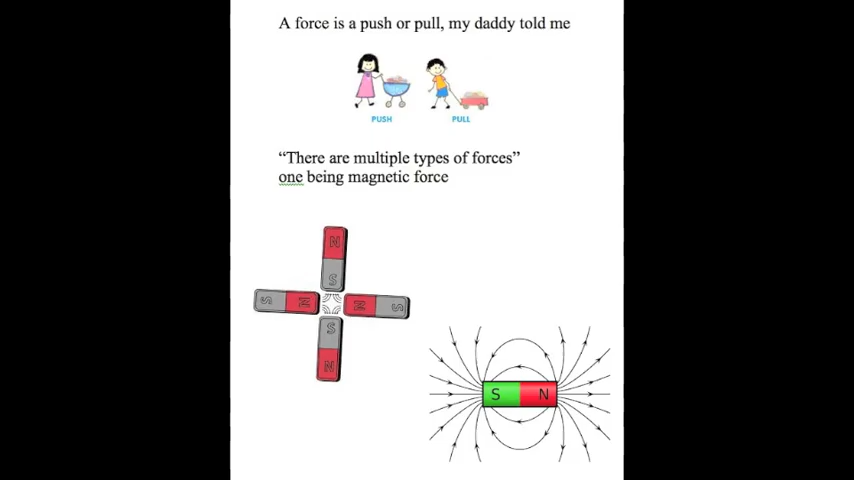 A force is a push or pull, my daddy told me
PUSH PULL
“There are multiple types of forces”
one being magnetic force
N
S
S N N S
S
N
S N